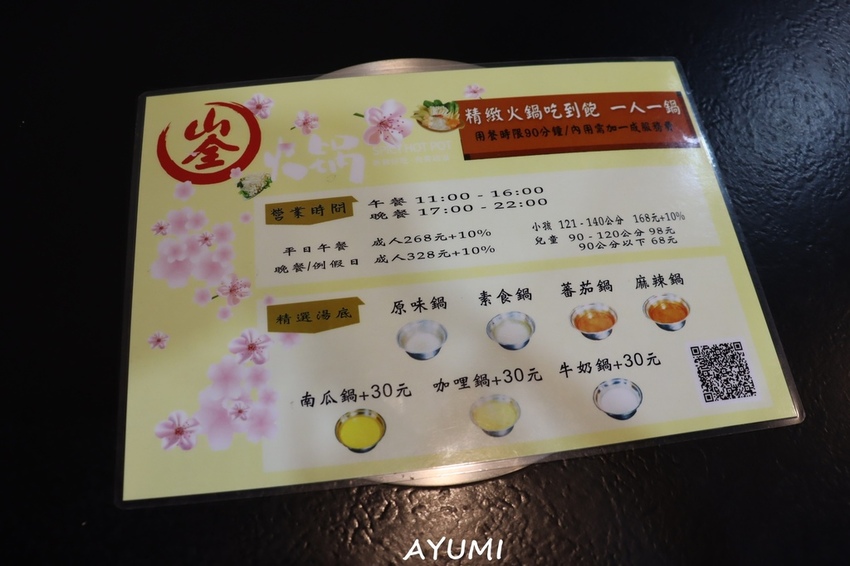 山全
火鍋
精緻火鍋吃到飽 一人一鍋
用餐時限90分鐘/內用需加一成服務費
營業時間
午餐 11:00 - 16:00
晚餐 17:00 - 22:00
平日午餐 成人268元+10%
晚餐/例假日 成人328元+10%
小孩 121 - 140公分 168元+10%
兒童 90 - 120公分 98元
90公分以下 68元
精選湯底
原味鍋 素食鍋 蕃茄鍋 麻辣鍋
南瓜鍋+30元 咖哩鍋+30元 牛奶鍋+30元
AYUMI